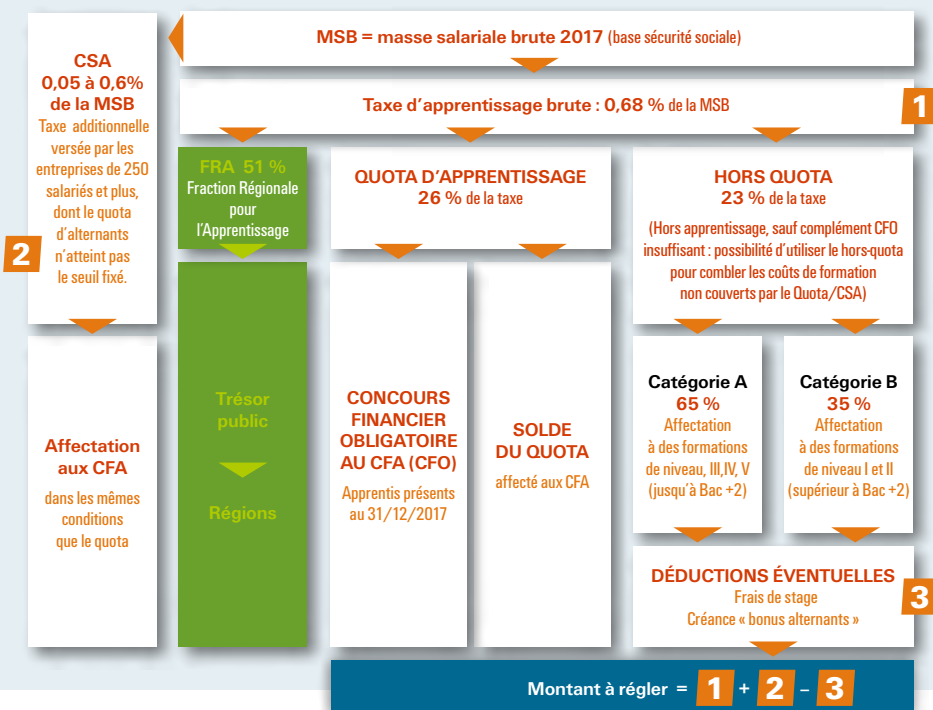 MSB = masse salariale brute 2017 (base sécurité sociale)
Taxe d'apprentissage brute : 0,68 % de la MSB
1
CSA
0,05 à 0,6%
de la MSB
Taxe additionnelle
versée par les
entreprises de 250
salariés et plus,
dont le quota
d'alternants
n'atteint pas
le seuil fixé.
2
Affectation
aux CFA
dans les mêmes
conditions
que le quota
FRA 51 %
Fraction Régionale
pour
l'Apprentissage
Trésor
public
Régions
QUOTA D'APPRENTISSAGE
26 % de la taxe
CONCOURS
FINANCIER
OBLIGATOIRE
AU CFA (CFO)
Apprentis présents
au 31/12/2017
SOLDE
DU QUOTA
affecté aux CFA
HORS QUOTA
23 % de la taxe
(Hors apprentissage, sauf complément CFO
insuffisant : possibilité d'utiliser le hors-quota
pour combler les coûts de formation
non couverts par le Quota/CSA)
Catégorie A
65 %
Affectation
à des formations
de niveau, III,IV, V
(jusqu'à Bac +2)
Catégorie B
35 %
Affectation
à des formations
de niveau I et II
(supérieur à Bac +2)
DÉDUCTIONS ÉVENTUELLES
Frais de stage
Créance « bonus alternants »
3
Montant à régler = 1 + 2 – 3